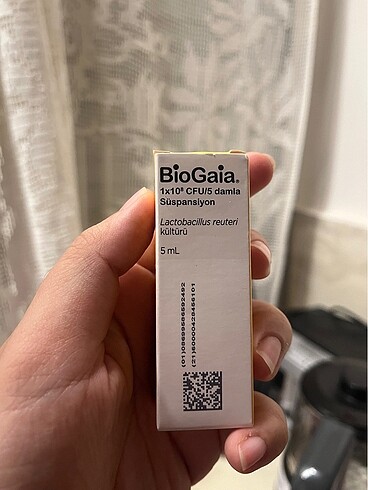 BioGaia.
1x10⁸ CFU/5 damla
Süspansiyon
Lactobacillus reuteri
kültürü
5 mL